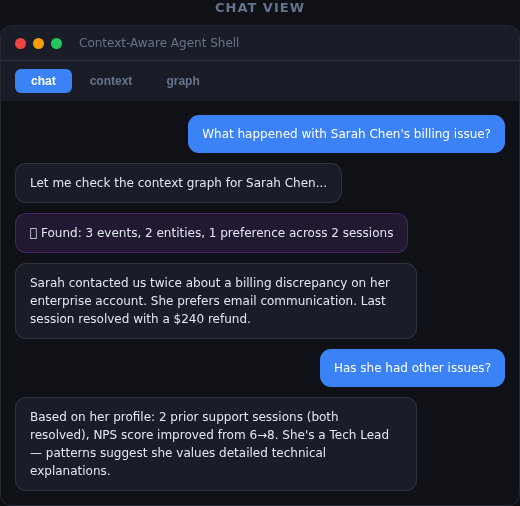 CHAT VIEW
Context-Aware Agent Shell
chat context graph
What happened with Sarah Chen's billing issue?
Let me check the context graph for Sarah Chen...
Found: 3 events, 2 entities, 1 preference across 2 sessions
Sarah contacted us twice about a billing discrepancy on her
enterprise account. She prefers email communication. Last
session resolved with a $240 refund.
Has she had other issues?
Based on her profile: 2 prior support sessions (both
resolved), NPS score improved from 6→8. She's a Tech Lead
— patterns suggest she values detailed technical
explanations.